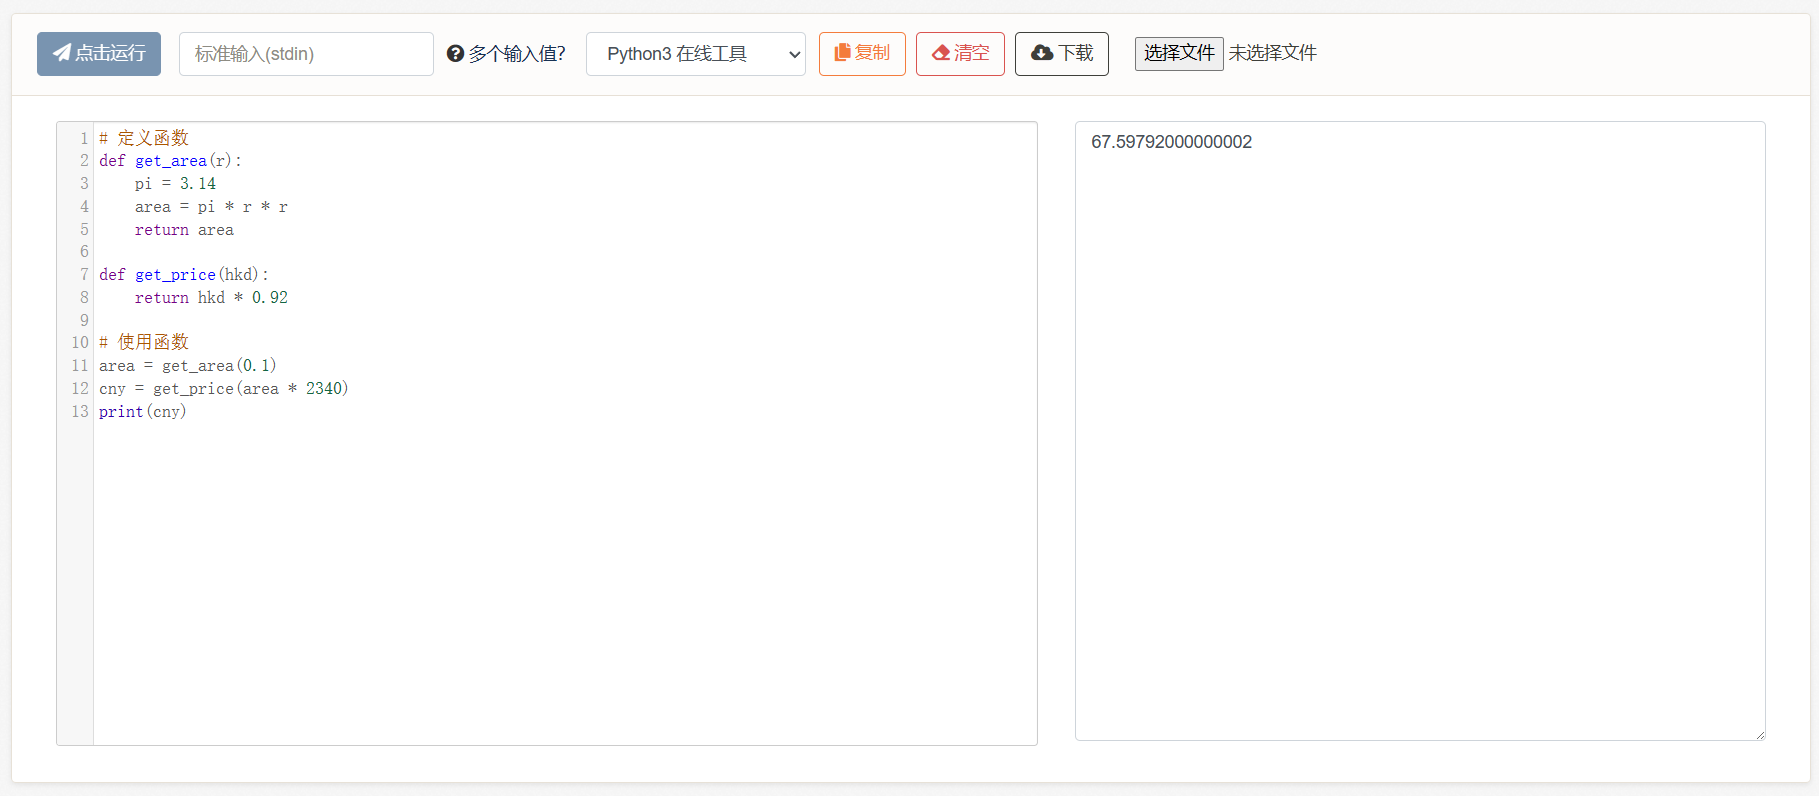 点击运行 标准输入(stdin) 多个输入值? Python3 在线工具 复制 清空 下载 选择文件 未选择文件
1 # 定义函数
2 def get_area(r):
3     pi = 3.14
4     area = pi * r * r
5     return area
6
7 def get_price(hkd):
8     return hkd * 0.92
9
10 # 使用函数
11 area = get_area(0.1)
12 cny = get_price(area * 2340)
13 print(cny)
67.59792000000002